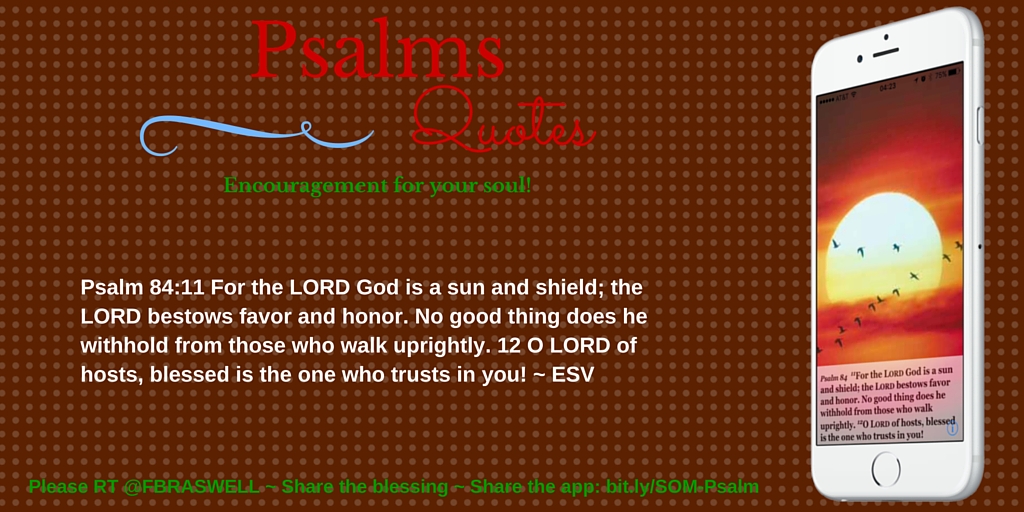 Psalms
Quotes
Encouragement for your soul!
Psalm 84:11 For the LORD God is a sun and shield; the
LORD bestows favor and honor. No good thing does he
withhold from those who walk uprightly. 12 O LORD of
hosts, blessed is the one who trusts in you! ~ ESV
Please RT @FBRASWELL ~ Share the blessing ~ Share the app: bit.ly/SOM-Psalm
AT&T
04:23
75%
Psalm 84 ¹¹For the LORD God is a sun
and shield; the LORD bestows favor
and honor. No good thing does he
withhold from those who walk
uprightly. ¹²O LORD of hosts, blessed
is the one who trusts in you!